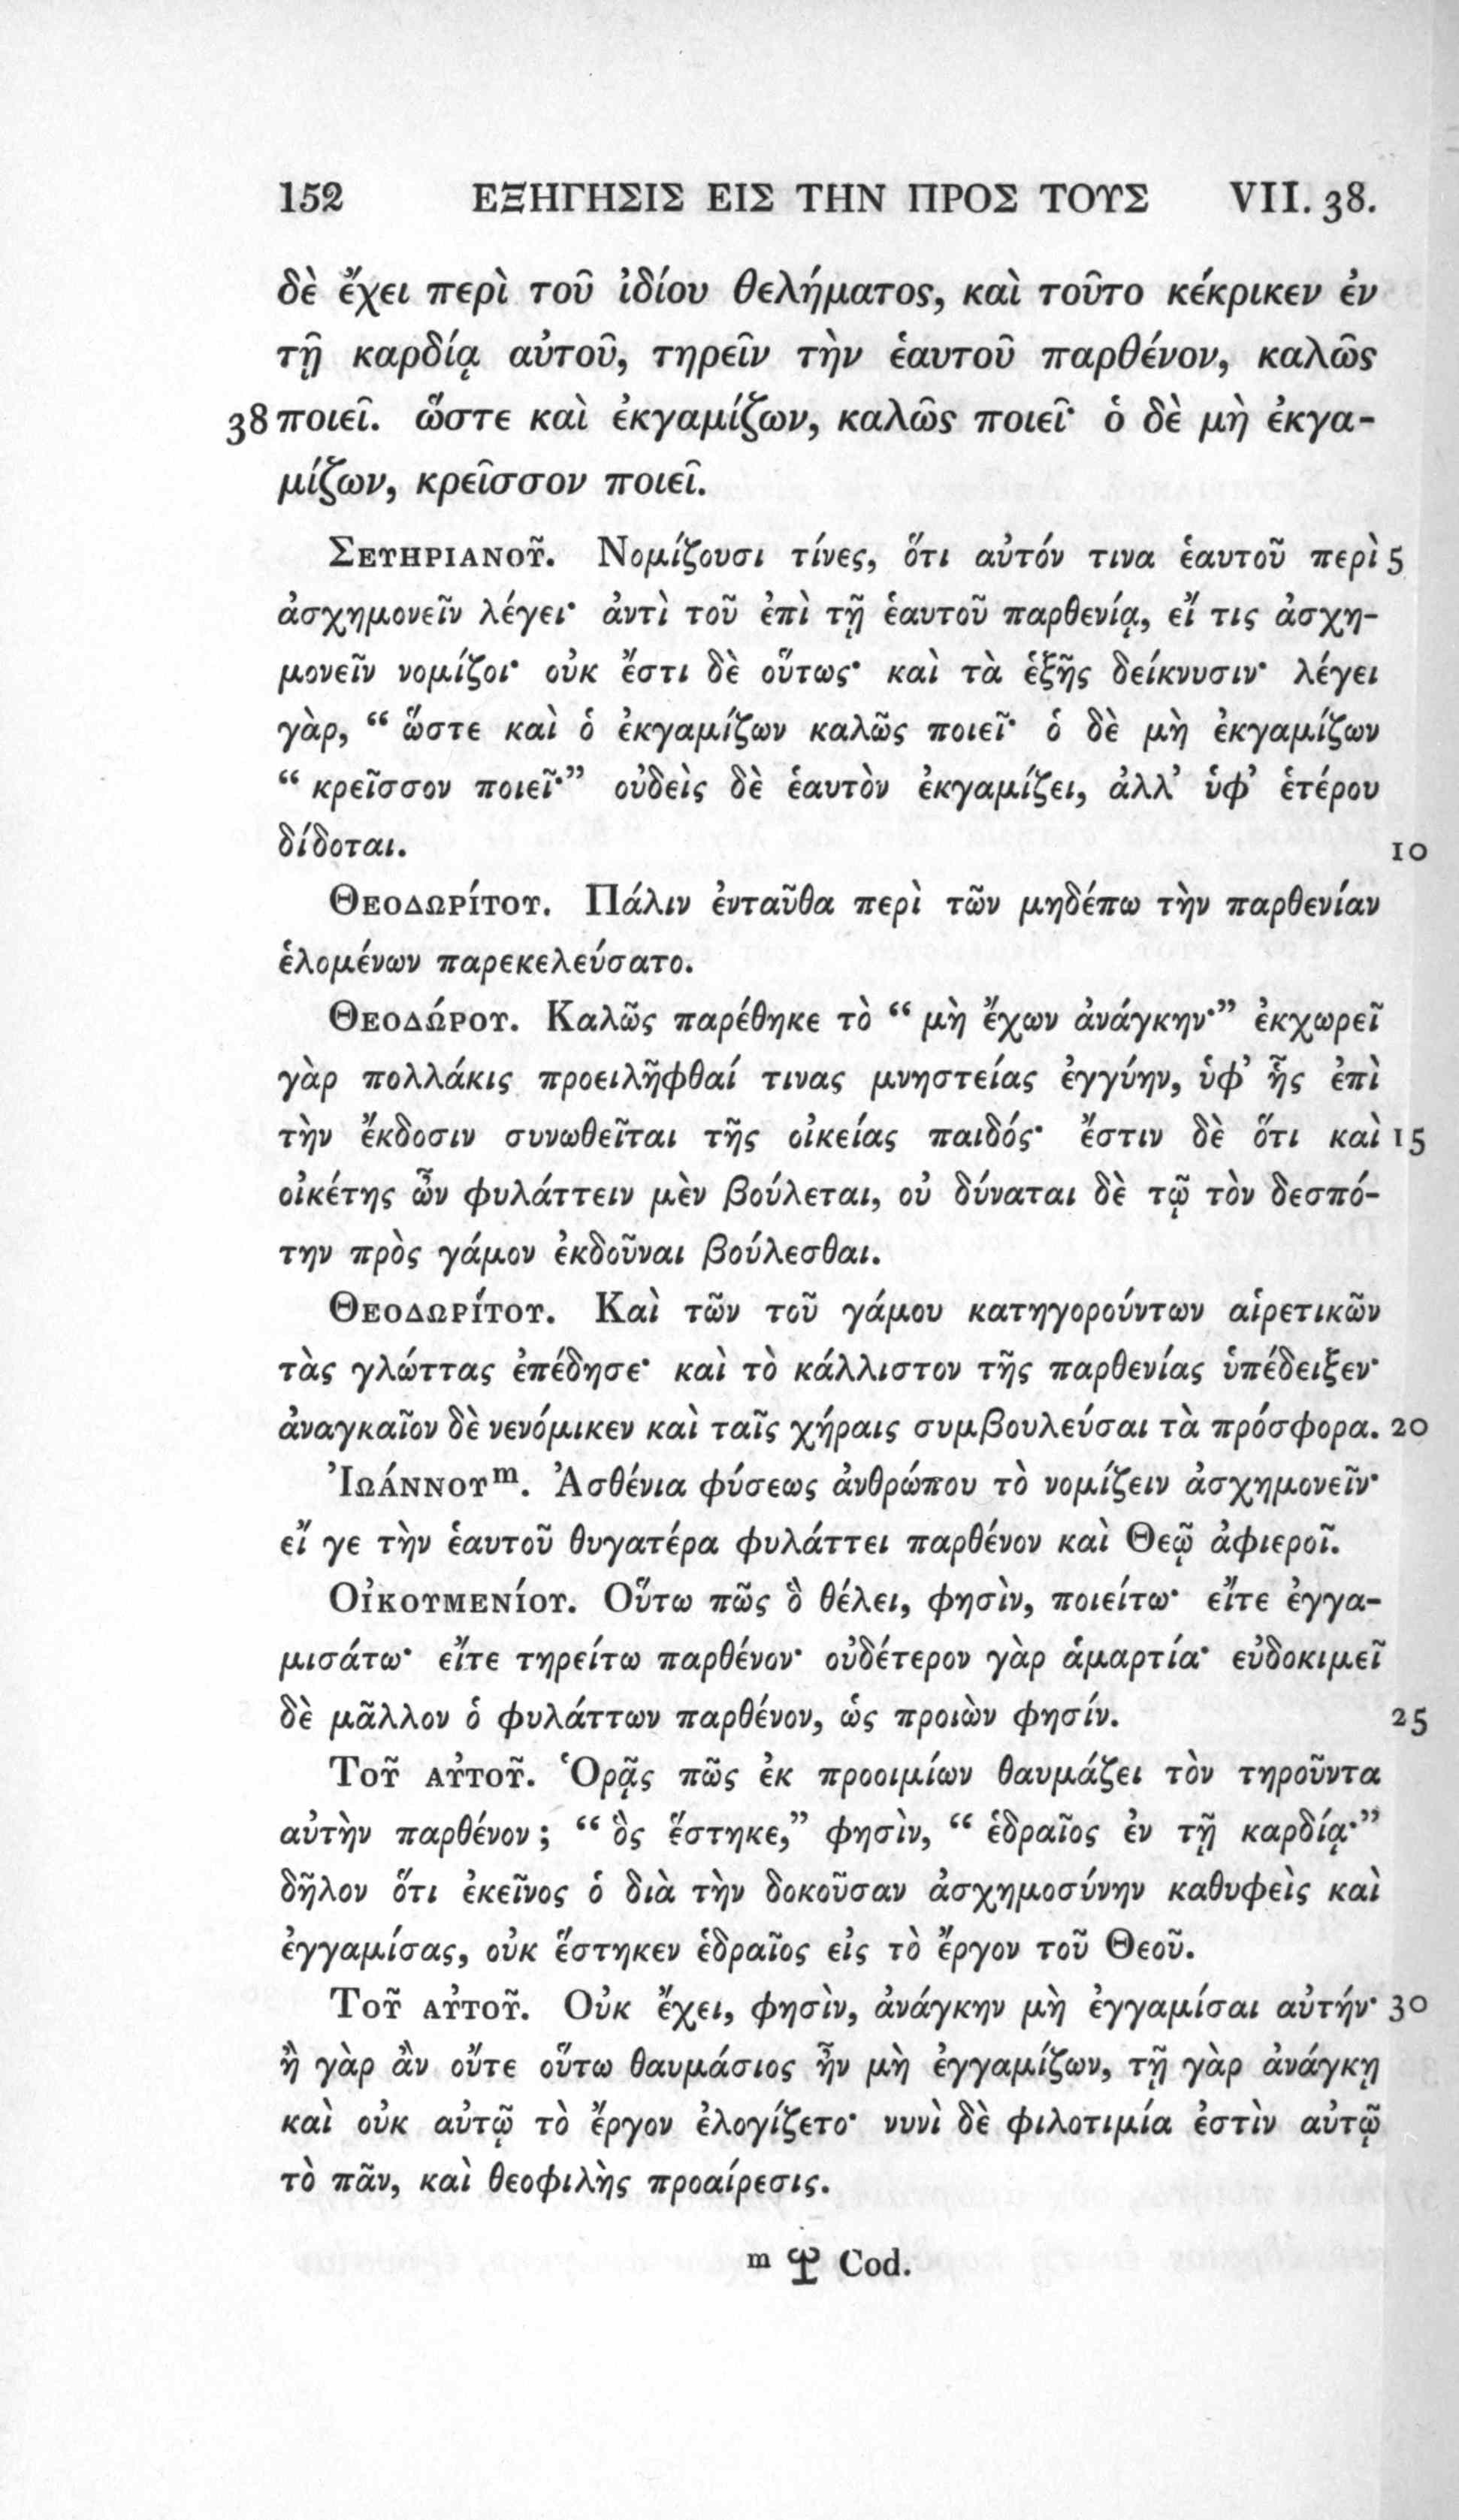 152 ΕΞΗΓΗΣΙΣ ΕΙΣ ΤΗΝ ΠΡΟΣ ΤΟΥΣ VII. 38.
δὲ ἔχει περὶ τοῦ ἰδίου θελήματος, καὶ τοῦτο κέκρικεν ἐν
τῇ καρδίᾳ αὐτοῦ, τηρεῖν τὴν ἑαυτοῦ παρθένον, καλῶς
38 ποιεῖ. ὥστε καὶ ἐκγαμίζων, καλῶς ποιεῖ· ὁ δὲ μὴ ἐκγα-
μίζων, κρεῖσσον ποιεῖ.
Σευηριανοῦ. Νομίζουσι τίνες, ὅτι αὐτόν τινα ἑαυτοῦ περὶ 5
ἀσχημονεῖν λέγει· ἀντὶ τοῦ ἐπὶ τῇ ἑαυτοῦ παρθενίᾳ, εἴ τις ἀσχη-
μονεῖν νομίζοι· οὐκ ἔστι δὲ οὕτως· καὶ τὰ ἑξῆς δείκνυσιν· λέγει
γὰρ, “ ὥστε καὶ ὁ ἐκγαμίζων καλῶς ποιεῖ· ὁ δὲ μὴ ἐκγαμίζων
“ κρεῖσσον ποιεῖ·” οὐδεὶς δὲ ἑαυτὸν ἐκγαμίζει, ἀλλ’ ὑφ’ ἑτέρου
δίδοται. 10
Θεοδωρίτου. Πάλιν ἐνταῦθα περὶ τῶν μηδέπω τὴν παρθενίαν
ἑλομένων παρεκελεύσατο.
Θεοδώρου. Καλῶς παρέθηκε τὸ “ μὴ ἔχων ἀνάγκην·” ἐκχωρεῖ
γὰρ πολλάκις προειλῆφθαί τινας μνηστείας ἐγγύην, ὑφ’ ἧς ἐπὶ
τὴν ἔκδοσιν συνωθεῖται τῆς οἰκείας παιδός· ἔστιν δὲ ὅτι καὶ 15
οἰκέτης ὢν φυλάττειν μὲν βούλεται, οὐ δύναται δὲ τῷ τὸν δεσπό-
την πρὸς γάμον ἐκδοῦναι βούλεσθαι.
Θεοδωρίτου. Καὶ τῶν τοῦ γάμου κατηγορούντων αἱρετικῶν
τὰς γλώττας ἐπέδησε· καὶ τὸ κάλλιστον τῆς παρθενίας ὑπέδειξεν·
ἀναγκαῖον δὲ νενόμικεν καὶ ταῖς χήραις συμβουλεύσαι τὰ πρόσφορα. 20
Ἰωάννουᵐ. Ἀσθένια φύσεως ἀνθρώπου τὸ νομίζειν ἀσχημονεῖν·
εἴ γε τὴν ἑαυτοῦ θυγατέρα φυλάττει παρθένον καὶ Θεῷ ἀφιεροῖ.
Οἰκουμενίου. Οὕτω πῶς ὃ θέλει, φησὶν, ποιείτω· εἴτε ἐγγα-
μισάτω· εἴτε τηρείτω παρθένον· οὐδέτερον γὰρ ἁμαρτία· εὐδοκιμεῖ
δὲ μᾶλλον ὁ φυλάττων παρθένον, ὡς προιὼν φησίν. 25
Τοῦ αὐτοῦ. Ὁρᾷς πῶς ἐκ προοιμίων θαυμάζει τὸν τηροῦντα
αὐτὴν παρθένον ; “ ὃς ἕστηκε,” φησὶν, “ ἑδραῖος ἐν τῇ καρδίᾳ·”
δῆλον ὅτι ἐκεῖνος ὁ διὰ τὴν δοκοῦσαν ἀσχημοσύνην καθυφεὶς καὶ
ἐγγαμίσας, οὐκ ἕστηκεν ἑδραῖος εἰς τὸ ἔργον τοῦ Θεοῦ.
Τοῦ αὐτοῦ. Οὐκ ἔχει, φησὶν, ἀνάγκην μὴ ἐγγαμίσαι αὐτήν· 30
ἢ γὰρ ἂν οὔτε οὕτω θαυμάσιος ἦν μὴ ἐγγαμίζων, τῇ γὰρ ἀνάγκῃ
καὶ οὐκ αὐτῷ τὸ ἔργον ἐλογίζετο· νυνὶ δὲ φιλοτιμία ἐστὶν αὐτῷ
τὸ πᾶν, καὶ θεοφιλὴς προαίρεσις.
ᵐ Cod.